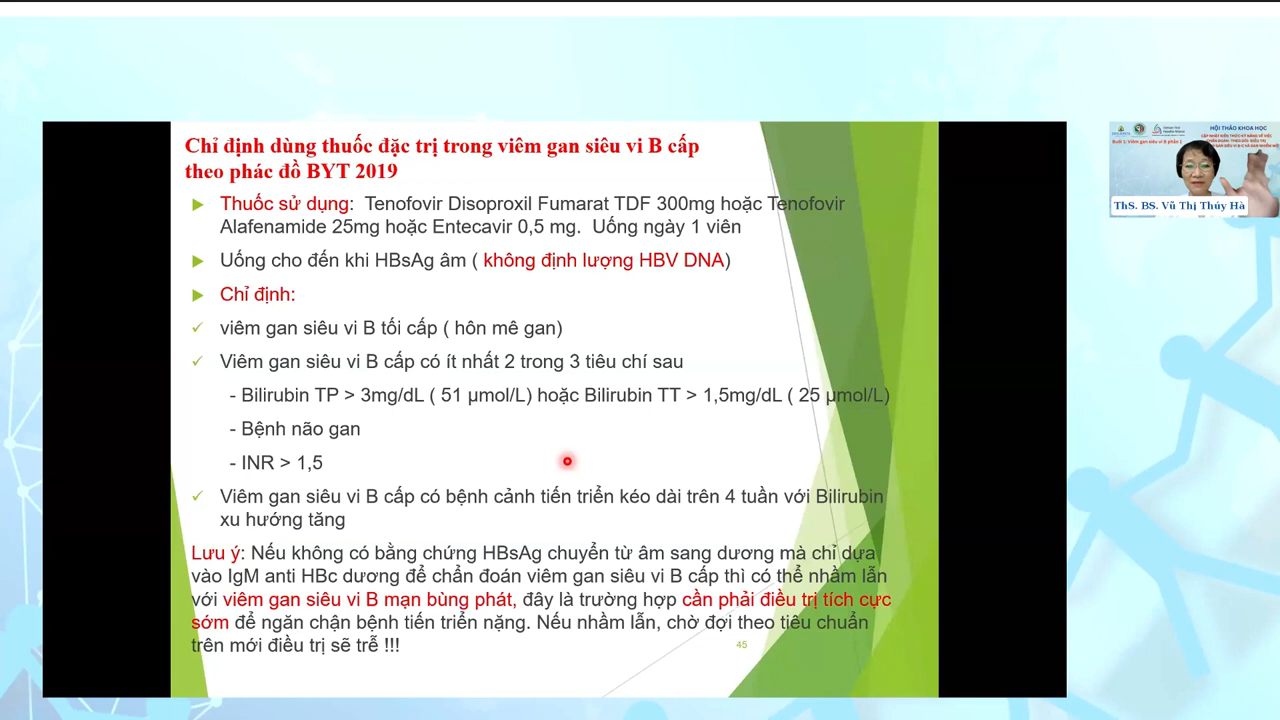 Chỉ định dùng thuốc đặc trị trong viêm gan siêu vi B cấp
theo phác đồ BYT 2019
Thuốc sử dụng: Tenofovir Disoproxil Fumarat TDF 300mg hoặc Tenofovir
Alafenamide 25mg hoặc Entecavir 0,5 mg. Uống ngày 1 viên
Uống cho đến khi HBsAg âm ( không định lượng HBV DNA)
Chỉ định:
viêm gan siêu vi B tối cấp ( hôn mê gan)
Viêm gan siêu vi B cấp có ít nhất 2 trong 3 tiêu chí sau
- Bilirubin TP > 3mg/dL ( 51 µmol/L) hoặc Bilirubin TT > 1,5mg/dL ( 25 µmol/L)
- Bệnh não gan
- INR > 1,5
Viêm gan siêu vi B cấp có bệnh cảnh tiến triển kéo dài trên 4 tuần với Bilirubin
xu hướng tăng
Lưu ý: Nếu không có bằng chứng HBsAg chuyển từ âm sang dương mà chỉ dựa
vào IgM anti HBc dương để chẩn đoán viêm gan siêu vi B cấp thì có thể nhầm lẫn
với viêm gan siêu vi B mạn bùng phát, đây là trường hợp cần phải điều trị tích cực
sớm để ngăn chận bệnh tiến triển nặng. Nếu nhầm lẫn, chờ đợi theo tiêu chuẩn
trên mới điều trị sẽ trễ !!!
45
HỘI THẢO KHOA HỌC
ThS. BS. Vũ Thị Thúy Hà